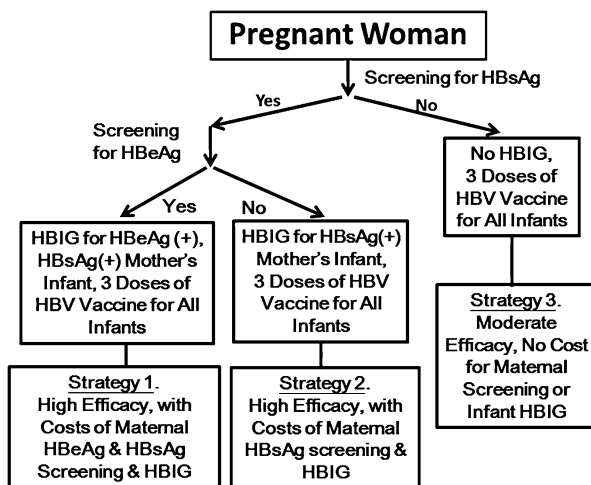 Pregnant Woman
Screening for HBsAg
Yes
No
Screening
for HBeAg
No HBIG,
3 Doses of
HBV Vaccine
for All Infants
Yes
No
HBIG for HBeAg (+),
HBsAg(+) Mother's
Infant, 3 Doses of
HBV Vaccine for All
Infants
HBIG for HBsAg(+)
Mother's Infant,
3 Doses of HBV
Vaccine for All
Infants
Strategy 3.
Moderate
Efficacy, No Cost
for Maternal
Screening or
Infant HBIG
Strategy 1.
High Efficacy, with
Costs of Maternal
HBeAg & HBsAg
Screening & HBIG
Strategy 2.
High Efficacy, with
Costs of Maternal
HBsAg screening &
HBIG